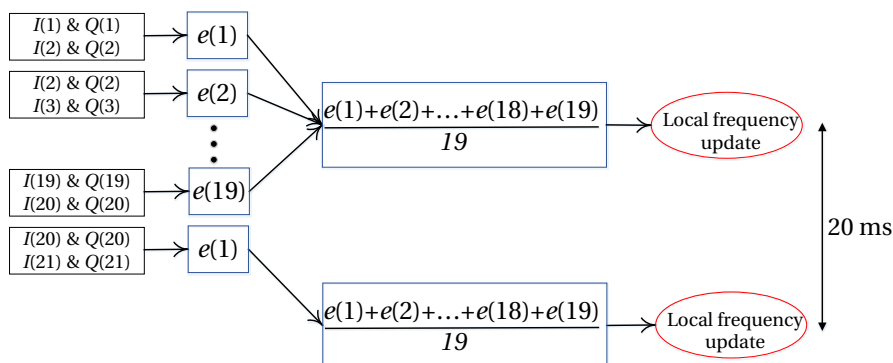 I(1) & Q(1)
I(2) & Q(2)
e(1)
I(2) & Q(2)
I(3) & Q(3)
e(2)
I(19) & Q(19)
I(20) & Q(20)
e(19)
I(20) & Q(20)
I(21) & Q(21)
e(1)
e(1)+e(2)+…+e(18)+e(19)
19
Local frequency
update
20 ms
e(1)+e(2)+…+e(18)+e(19)
19
Local frequency
update